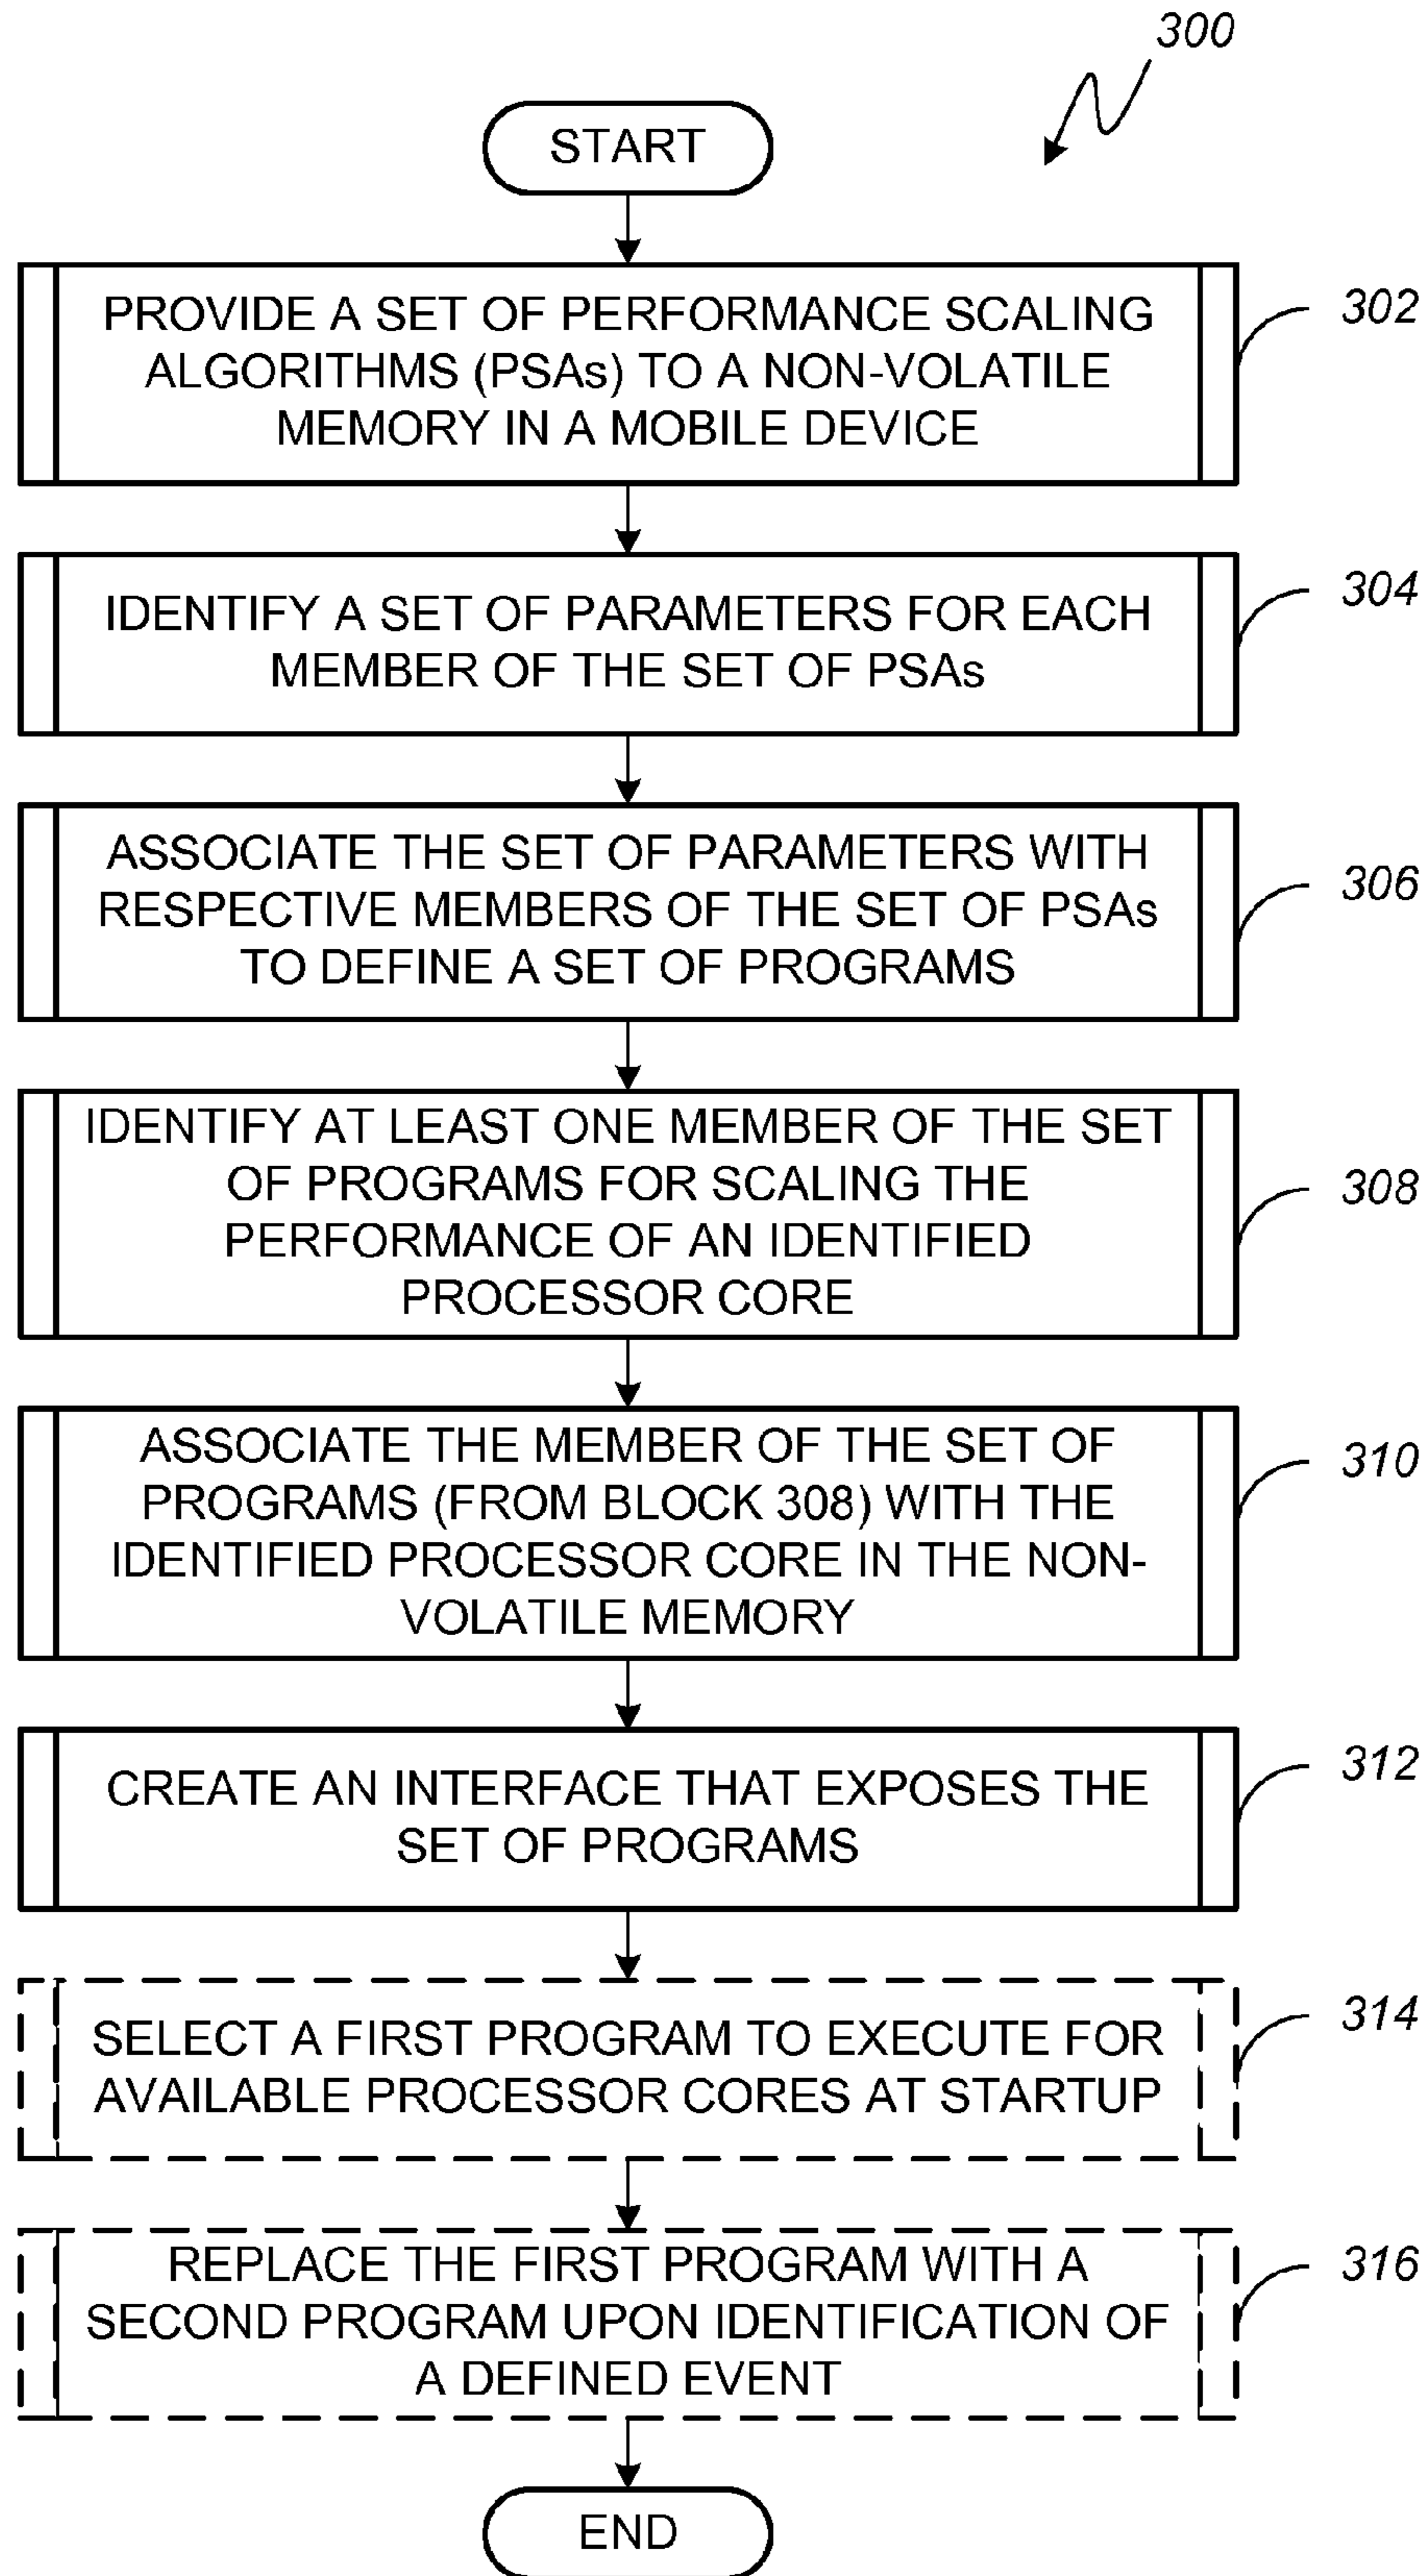 300
START
PROVIDE A SET OF PERFORMANCE SCALING
ALGORITHMS (PSAs) TO A NON-VOLATILE
MEMORY IN A MOBILE DEVICE
302
IDENTIFY A SET OF PARAMETERS FOR EACH
MEMBER OF THE SET OF PSAs
304
ASSOCIATE THE SET OF PARAMETERS WITH
RESPECTIVE MEMBERS OF THE SET OF PSAs
TO DEFINE A SET OF PROGRAMS
306
IDENTIFY AT LEAST ONE MEMBER OF THE SET
OF PROGRAMS FOR SCALING THE
PERFORMANCE OF AN IDENTIFIED
PROCESSOR CORE
308
ASSOCIATE THE MEMBER OF THE SET OF
PROGRAMS (FROM BLOCK 308) WITH THE
IDENTIFIED PROCESSOR CORE IN THE NON-
VOLATILE MEMORY
310
CREATE AN INTERFACE THAT EXPOSES THE
SET OF PROGRAMS
312
SELECT A FIRST PROGRAM TO EXECUTE FOR
AVAILABLE PROCESSOR CORES AT STARTUP
314
REPLACE THE FIRST PROGRAM WITH A
SECOND PROGRAM UPON IDENTIFICATION OF
A DEFINED EVENT
316
END